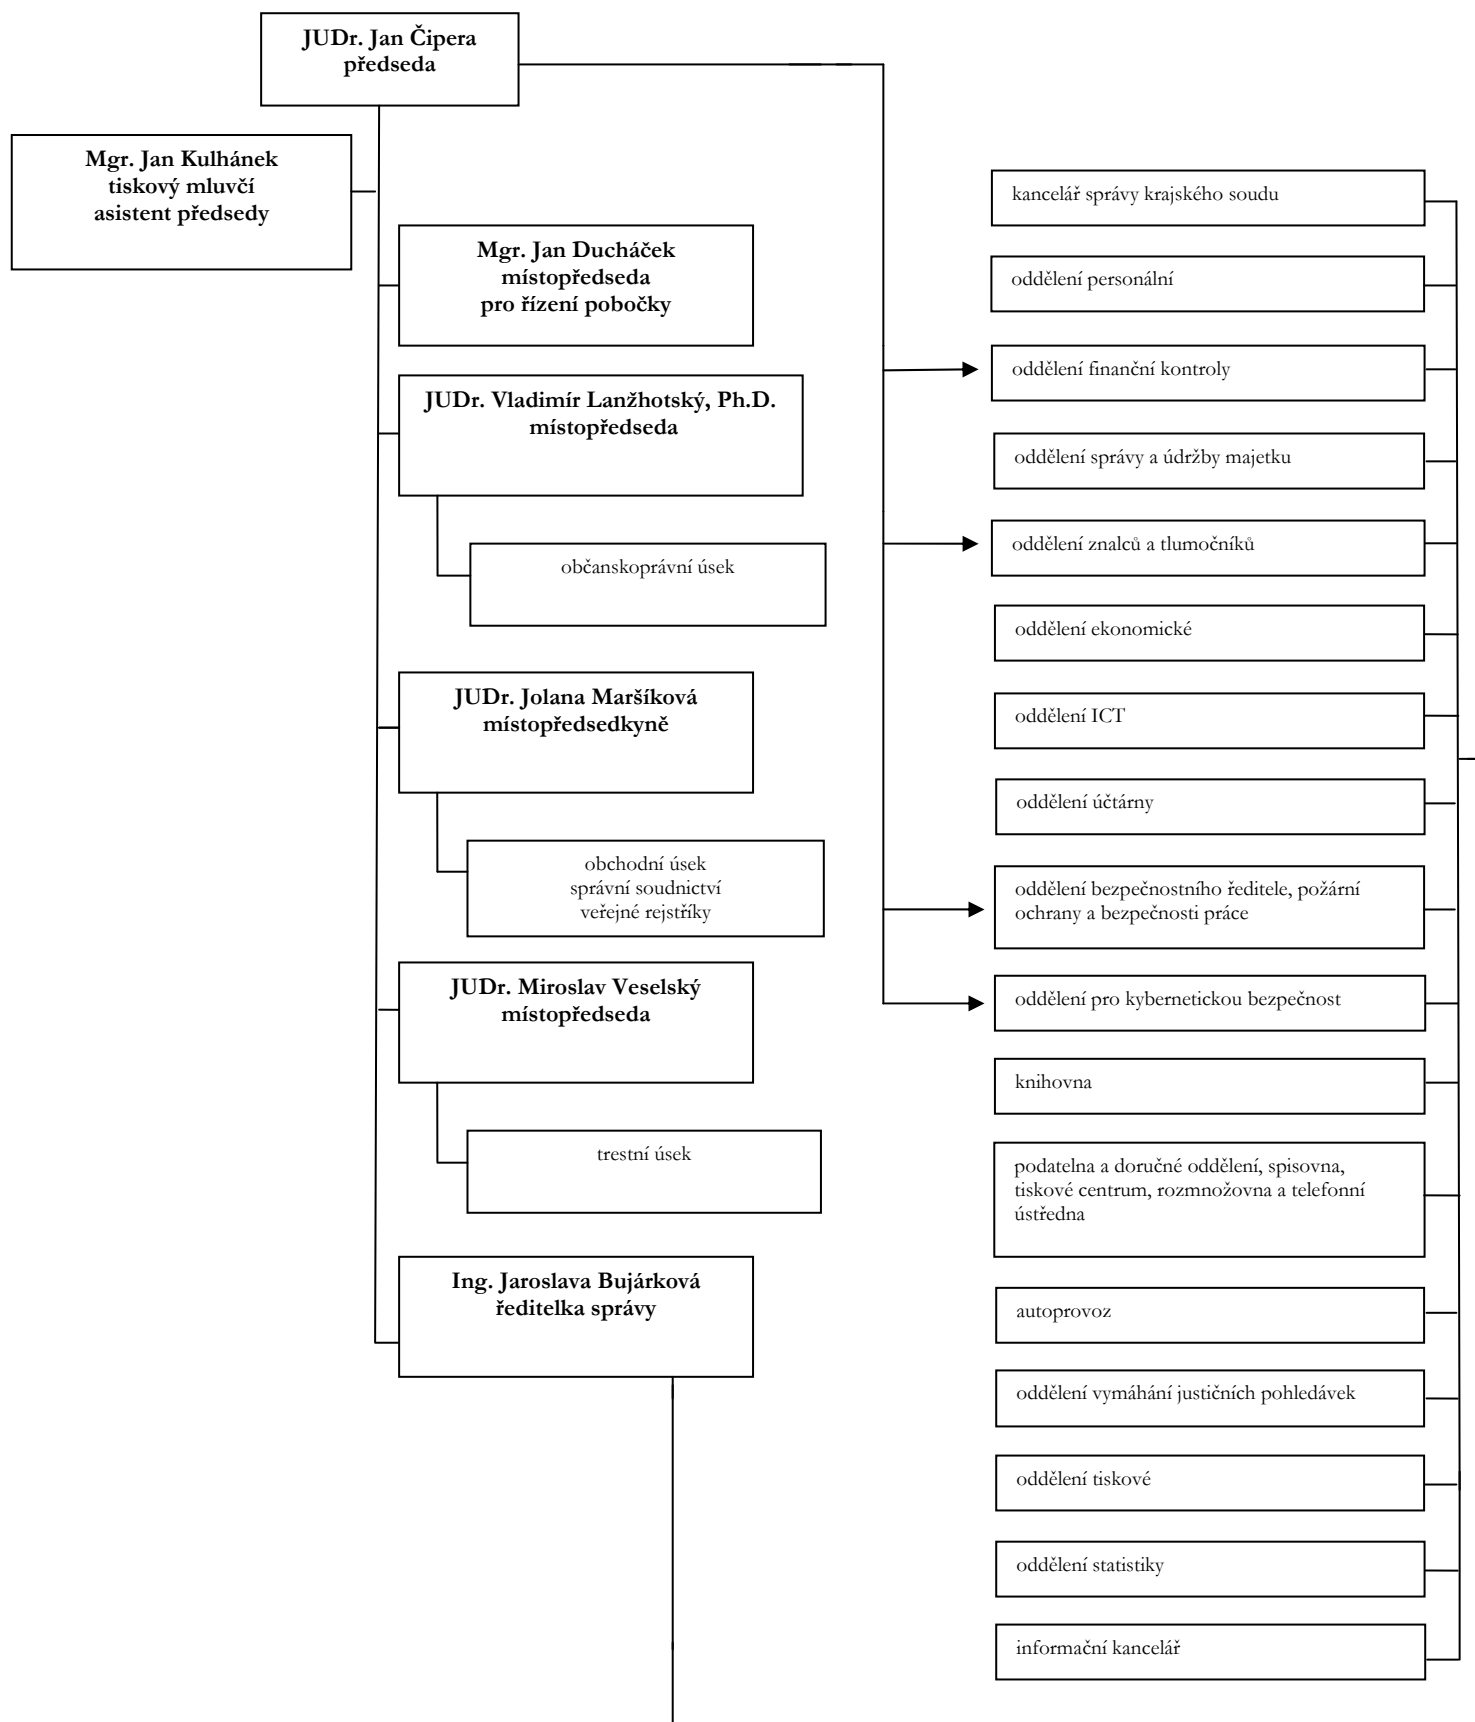 JUDr. Jan Čipera
předseda
Mgr. Jan Kulhánek
tiskový mluvčí
asistent předsedy
Mgr. Jan Ducháček
místopředseda
pro řízení pobočky
JUDr. Vladimír Lanžhotský, Ph.D.
místopředseda
občanskoprávní úsek
JUDr. Jolana Maršíková
místopředsedkyně
obchodní úsek
správní soudnictví
veřejné rejstříky
JUDr. Miroslav Veselský
místopředseda
trestní úsek
Ing. Jaroslava Bujárková
ředitelka správy
kancelář správy krajského soudu
oddělení personální
oddělení finanční kontroly
oddělení správy a údržby majetku
oddělení znalců a tlumočníků
oddělení ekonomické
oddělení ICT
oddělení účtárny
oddělení bezpečnostního ředitele, požární
ochrany a bezpečnosti práce
oddělení pro kybernetickou bezpečnost
knihovna
podatelna a doručné oddělení, spisovna,
tiskové centrum, rozmnožovna a telefonní
ústředna
autoprovoz
oddělení vymáhání justičních pohledávek
oddělení tiskové
oddělení statistiky
informační kancelář